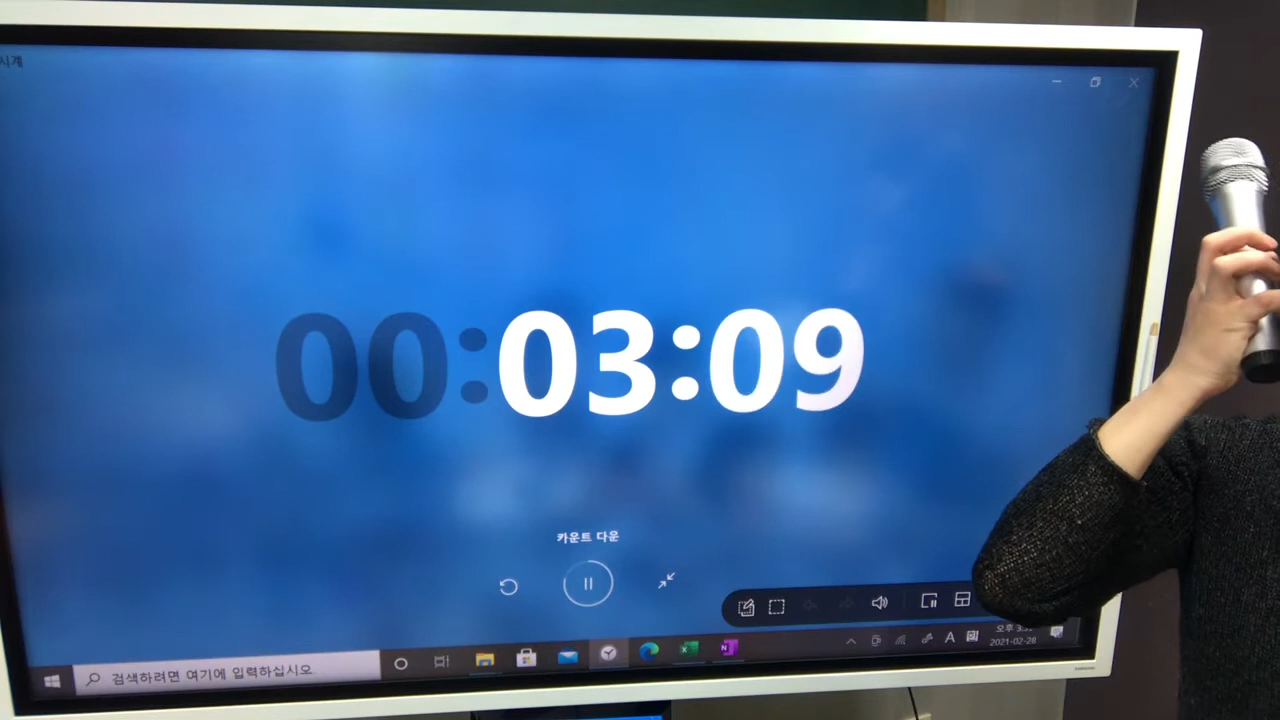 시계
00:03:09
카운트 다운
검색하려면 여기에 입력하십시오.
A
오후
2021-02-28